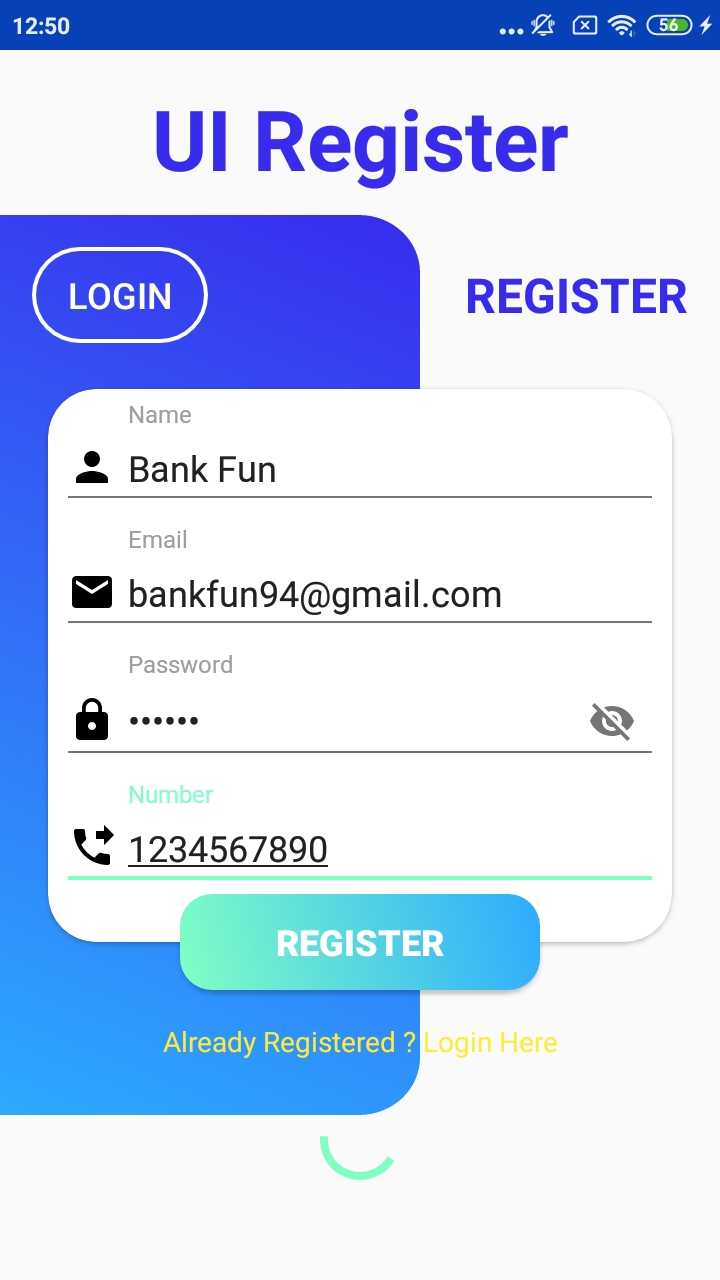 12:50
56
UI Register
LOGIN
REGISTER
Name
Bank Fun
Email
bankfun94@gmail.com
Password
••••••
Number
1234567890
REGISTER
Already Registered ? Login Here